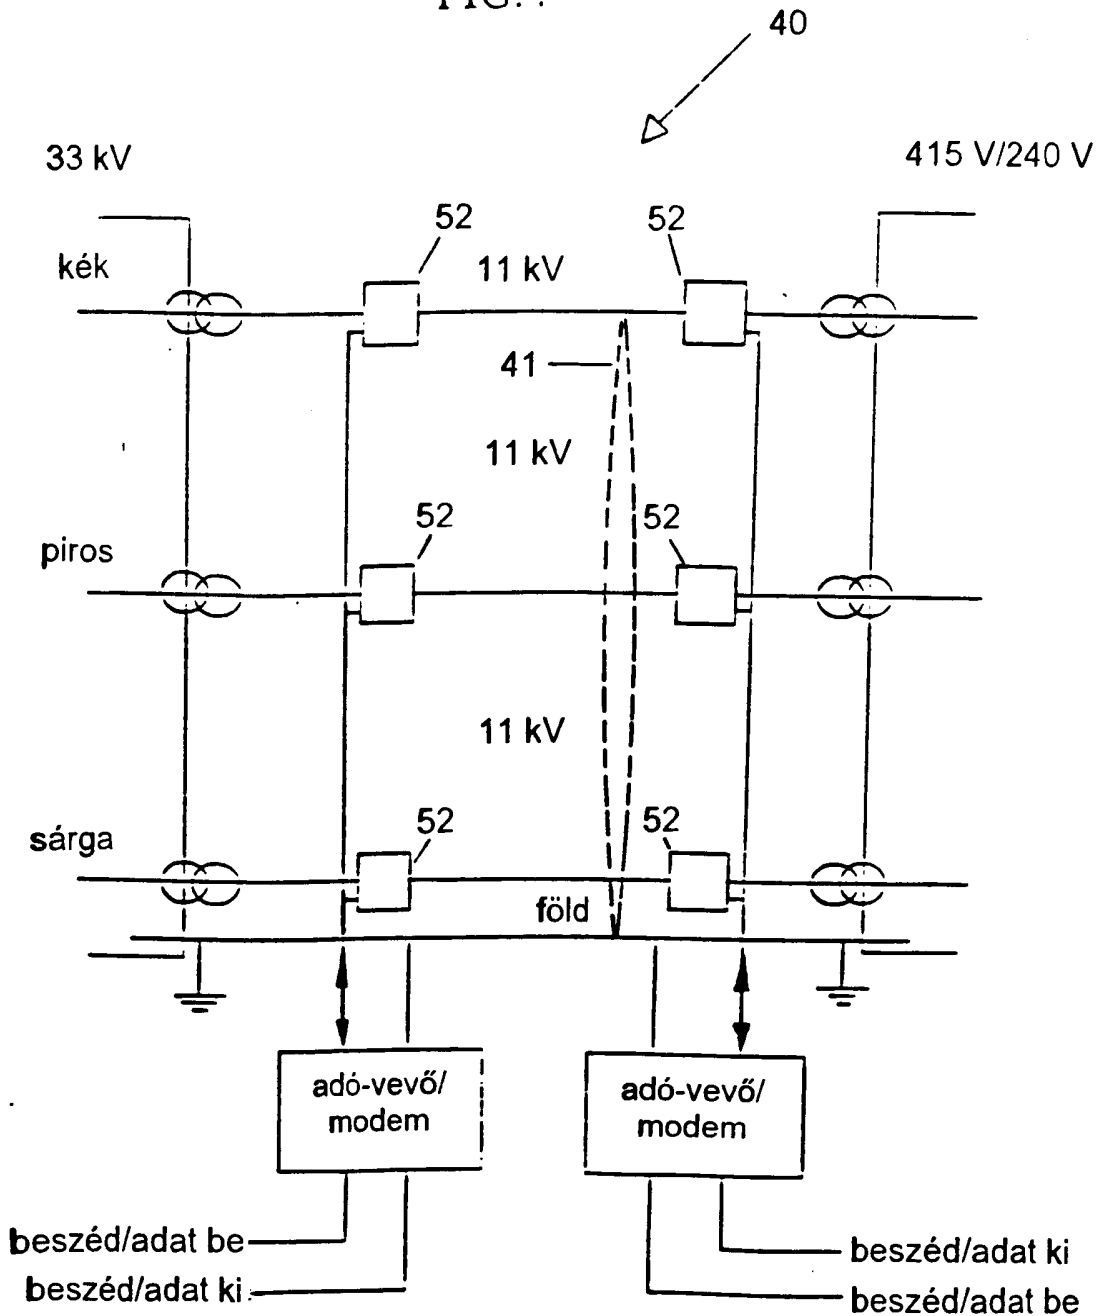 FIG.
40
33 kV
415 V/240 V
52
52
kék
11 kV
41
11 kV
52
52
piros
11 kV
52
52
sárga
föld
adó-vevő/
modem
adó-vevő/
modem
beszéd/adat be
beszéd/adat ki
beszéd/adat ki
beszéd/adat be